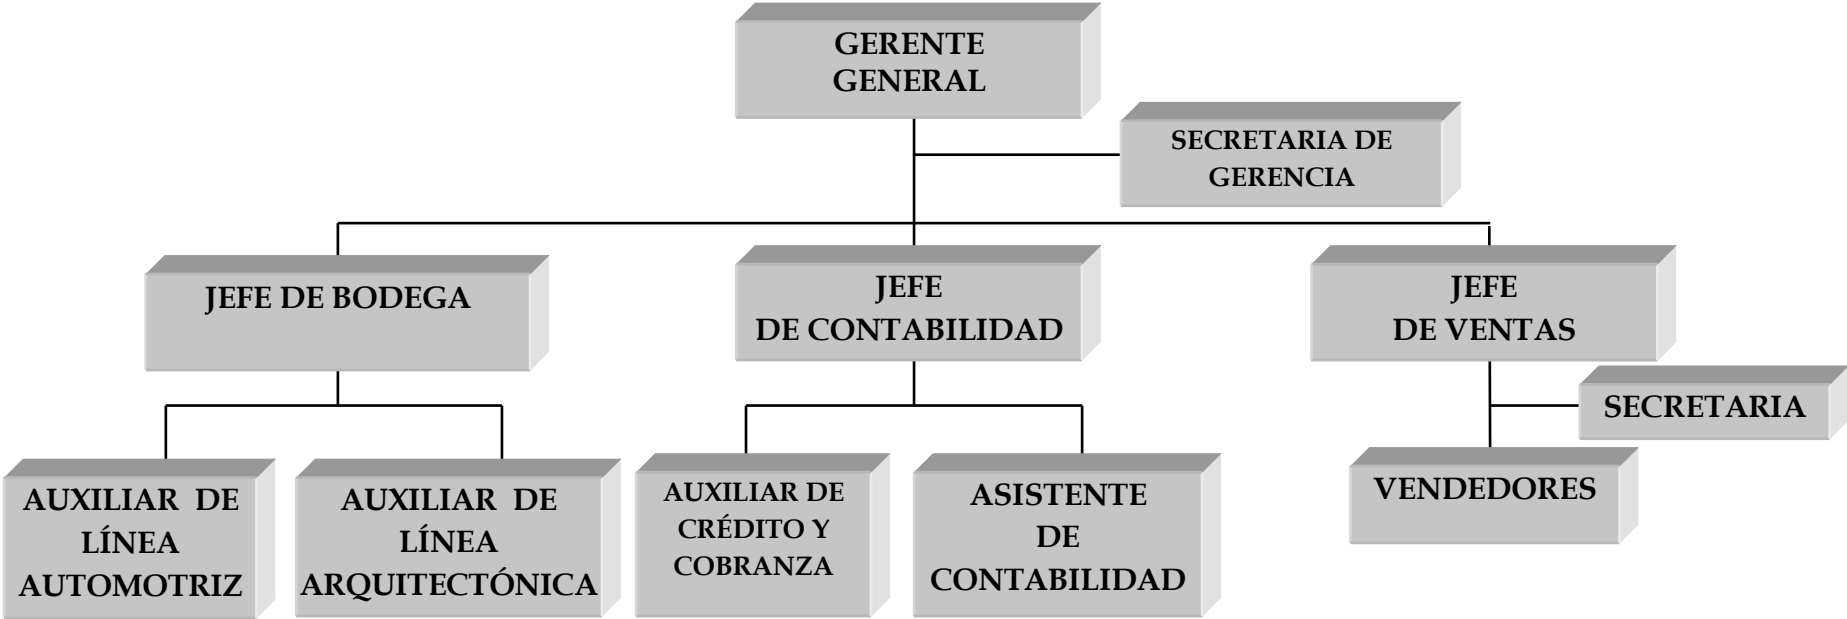 GERENTE
GENERAL
SECRETARIA DE
GERENCIA
JEFE DE BODEGA
JEFE
DE CONTABILIDAD
JEFE
DE VENTAS
SECRETARIA
AUXILIAR DE
LÍNEA
AUTOMOTRIZ
AUXILIAR DE
LÍNEA
ARQUITECTÓNICA
AUXILIAR DE
CRÉDITO Y
COBRANZA
ASISTENTE
DE
CONTABILIDAD
VENDEDORES